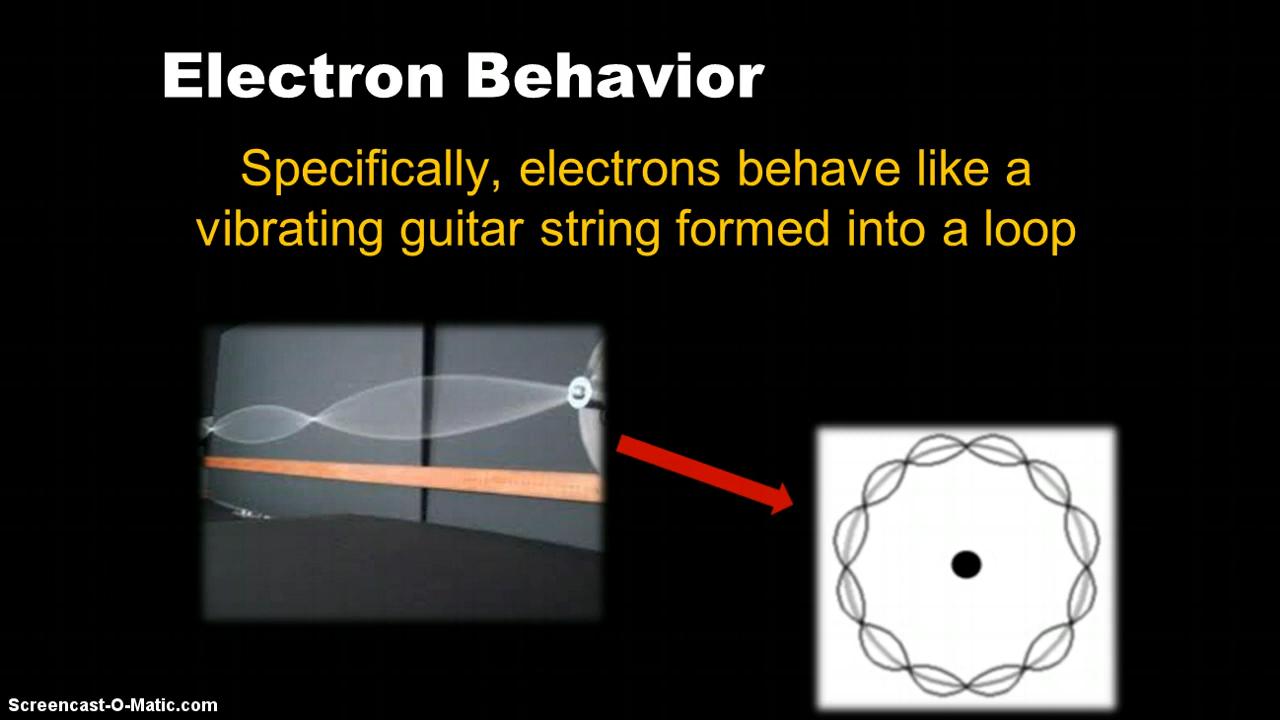 Electron Behavior
Specifically, electrons behave like a
vibrating guitar string formed into a loop
Screencast-O-Matic.com